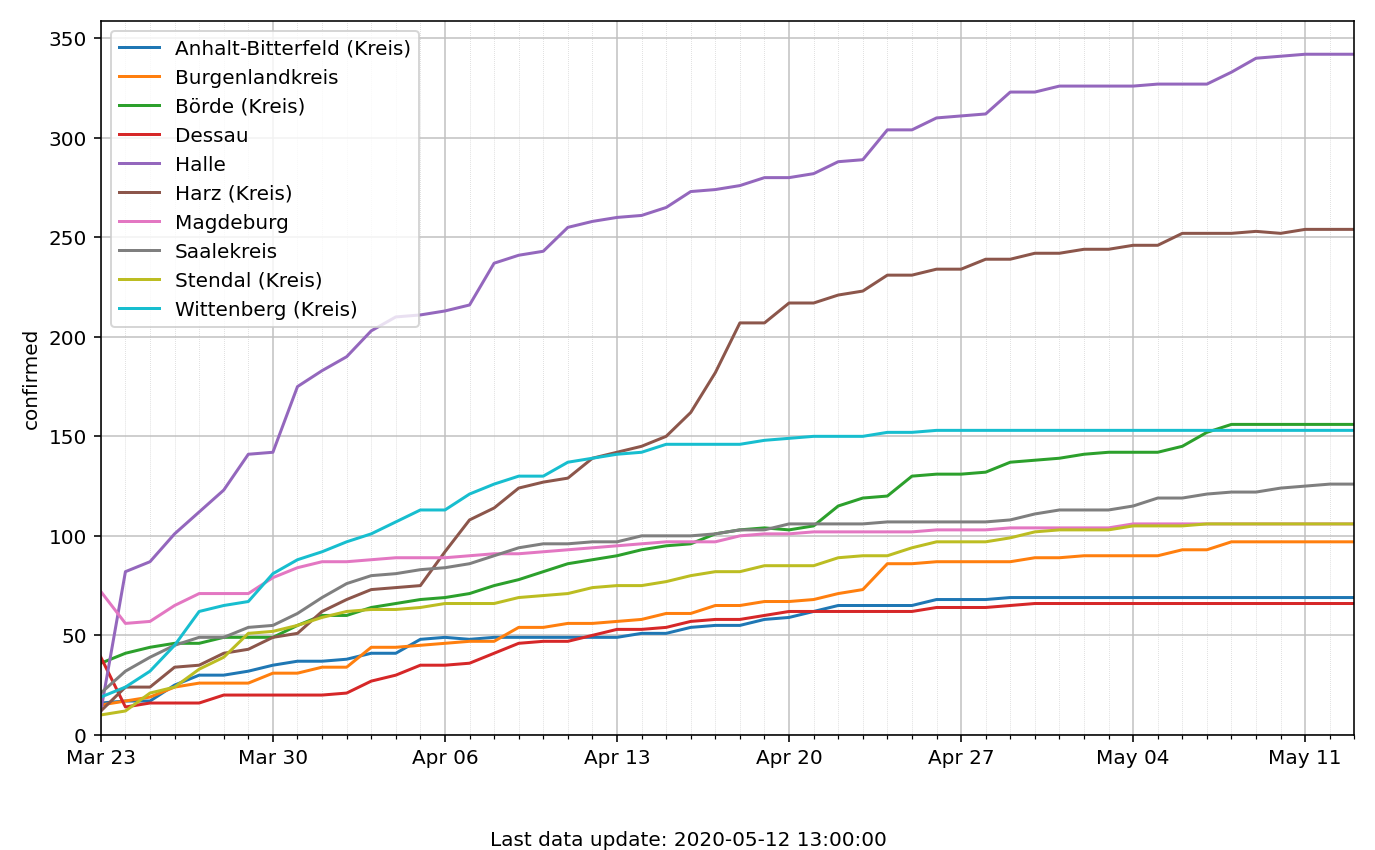 350
300
250
200
150
100
50
0
confirmed
Anhalt-Bitterfeld (Kreis)
Burgenlandkreis
Börde (Kreis)
Dessau
Halle
Harz (Kreis)
Magdeburg
Saalekreis
Stendal (Kreis)
Wittenberg (Kreis)
Mar 23 Mar 30 Apr 06 Apr 13 Apr 20 Apr 27 May 04 May 11
Last data update: 2020-05-12 13:00:00